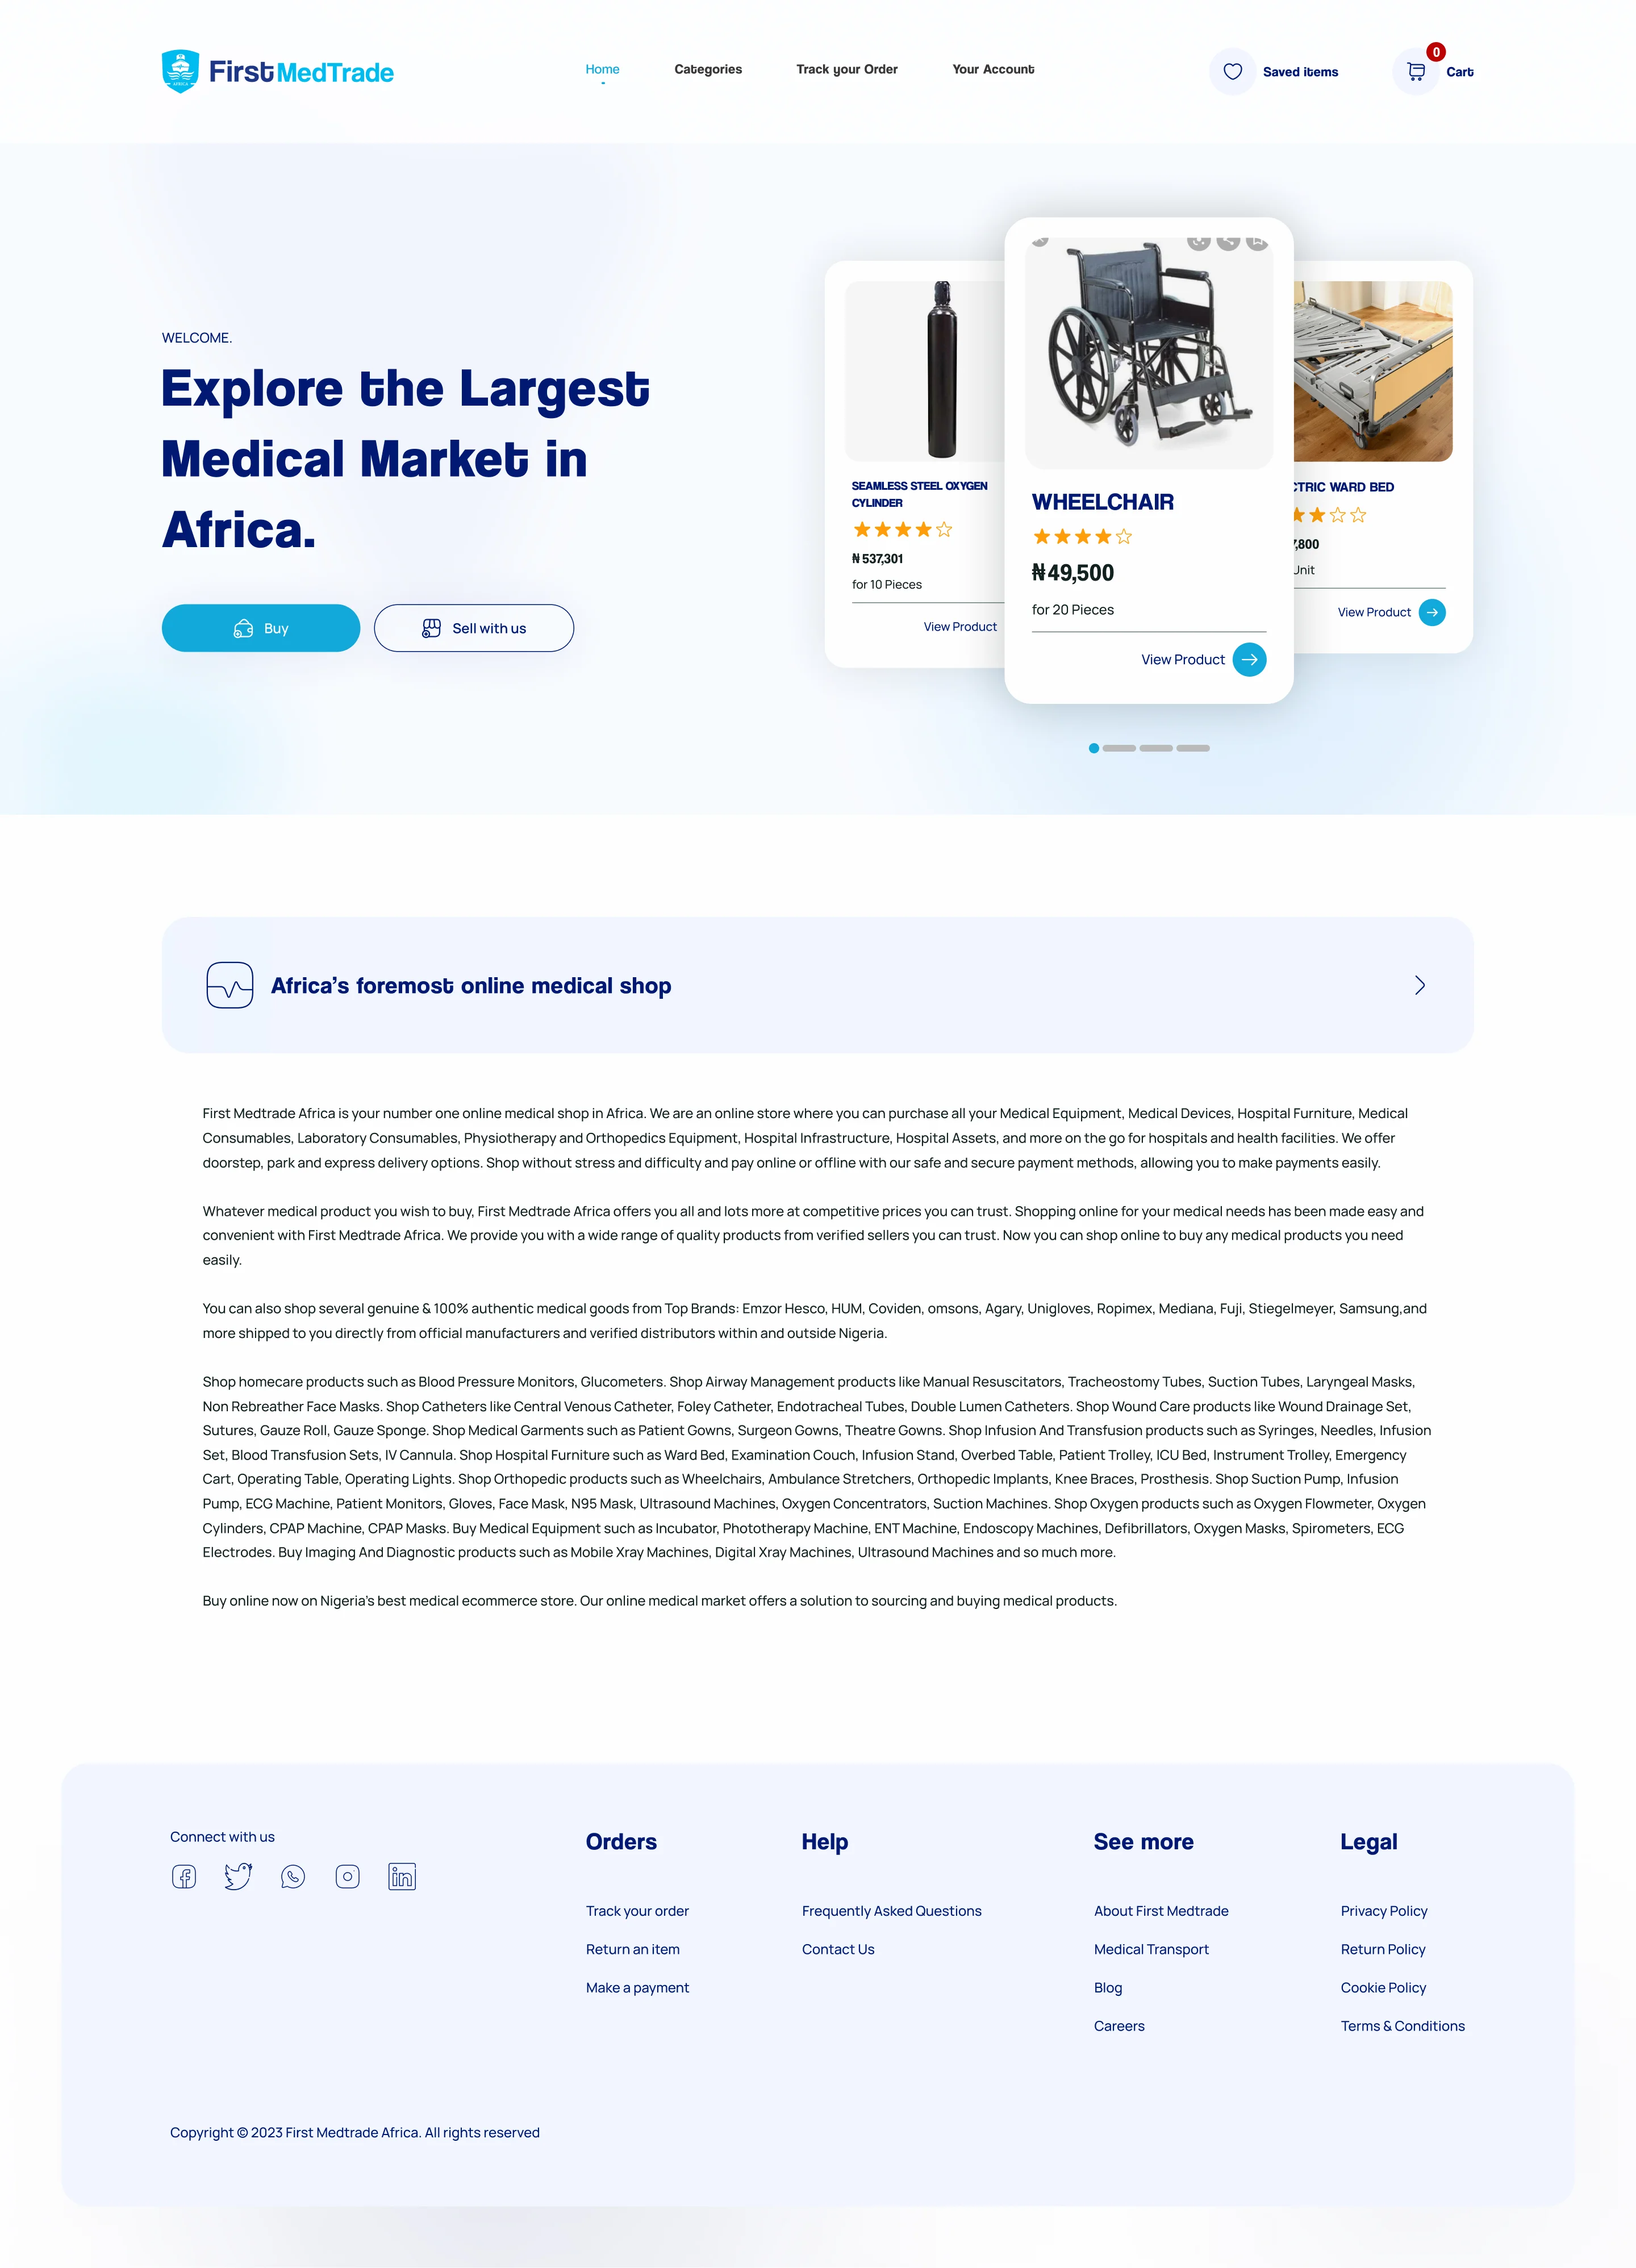 FirstMedTrade
Home
Categories
Track your Order
Your Account
Saved items
0
Cart
WELCOME.
Explore the Largest
Medical Market in
Africa.
Buy
Sell with us
SEAMLESS STEEL OXYGEN
CYLINDER
₦ 537,301
for 10 Pieces
View Product
WHEELCHAIR
₦49,500
for 20 Pieces
View Product
CTRIC WARD BED
7,800
Unit
View Product
Africa's foremost online medical shop
First Medtrade Africa is your number one online medical shop in Africa. We are an online store where you can purchase all your Medical Equipment, Medical Devices, Hospital Furniture, Medical
Consumables, Laboratory Consumables, Physiotherapy and Orthopedics Equipment, Hospital Infrastructure, Hospital Assets, and more on the go for hospitals and health facilities. We offer
doorstep, park and express delivery options. Shop without stress and difficulty and pay online or offline with our safe and secure payment methods, allowing you to make payments easily.
Whatever medical product you wish to buy, First Medtrade Africa offers you all and lots more at competitive prices you can trust. Shopping online for your medical needs has been made easy and
convenient with First Medtrade Africa. We provide you with a wide range of quality products from verified sellers you can trust. Now you can shop online to buy any medical products you need
easily.
You can also shop several genuine & 100% authentic medical goods from Top Brands: Emzor Hesco, HUM, Coviden, omsons, Agary, Unigloves, Ropimex, Mediana, Fuji, Stiegelmeyer, Samsung,and
more shipped to you directly from official manufacturers and verified distributors within and outside Nigeria.
Shop homecare products such as Blood Pressure Monitors, Glucometers. Shop Airway Management products like Manual Resuscitators, Tracheostomy Tubes, Suction Tubes, Laryngeal Masks,
Non Rebreather Face Masks. Shop Catheters like Central Venous Catheter, Foley Catheter, Endotracheal Tubes, Double Lumen Catheters. Shop Wound Care products like Wound Drainage Set,
Sutures, Gauze Roll, Gauze Sponge. Shop Medical Garments such as Patient Gowns, Surgeon Gowns, Theatre Gowns. Shop Infusion And Transfusion products such as Syringes, Needles, Infusion
Set, Blood Transfusion Sets, IV Cannula. Shop Hospital Furniture such as Ward Bed, Examination Couch, Infusion Stand, Overbed Table, Patient Trolley, ICU Bed, Instrument Trolley, Emergency
Cart, Operating Table, Operating Lights. Shop Orthopedic products such as Wheelchairs, Ambulance Stretchers, Orthopedic Implants, Knee Braces, Prosthesis. Shop Suction Pump, Infusion
Pump, ECG Machine, Patient Monitors, Gloves, Face Mask, N95 Mask, Ultrasound Machines, Oxygen Concentrators, Suction Machines. Shop Oxygen products such as Oxygen Flowmeter, Oxygen
Cylinders, CPAP Machine, CPAP Masks. Buy Medical Equipment such as Incubator, Phototherapy Machine, ENT Machine, Endoscopy Machines, Defibrillators, Oxygen Masks, Spirometers, ECG
Electrodes. Buy Imaging And Diagnostic products such as Mobile Xray Machines, Digital Xray Machines, Ultrasound Machines and so much more.
Buy online now on Nigeria's best medical ecommerce store. Our online medical market offers a solution to sourcing and buying medical products.
Connect with us
Orders
Track your order
Return an item
Make a payment
Help
Frequently Asked Questions
Contact Us
See more
About First Medtrade
Medical Transport
Blog
Careers
Legal
Privacy Policy
Return Policy
Cookie Policy
Terms & Conditions
Copyright © 2023 First Medtrade Africa. All rights reserved